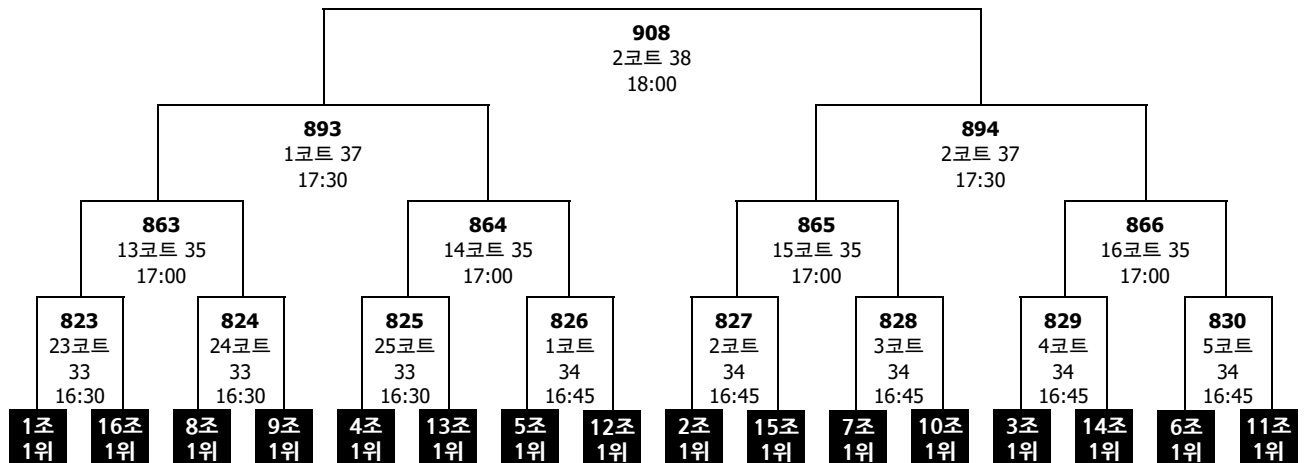 908
2코트 38
18:00
893
1코트 37
17:30
894
2코트 37
17:30
863
13코트 35
17:00
864
14코트 35
17:00
865
15코트 35
17:00
866
16코트 35
17:00
823
23코트
33
16:30
824
24코트
33
16:30
825
25코트
33
16:30
826
1코트
34
16:45
827
2코트
34
16:45
828
3코트
34
16:45
829
4코트
34
16:45
830
5코트
34
16:45
1조
1위
16조
1위
8조
1위
9조
1위
4조
1위
13조
1위
5조
1위
12조
1위
2조
1위
15조
1위
7조
1위
10조
1위
3조
1위
14조
1위
6조
1위
11조
1위